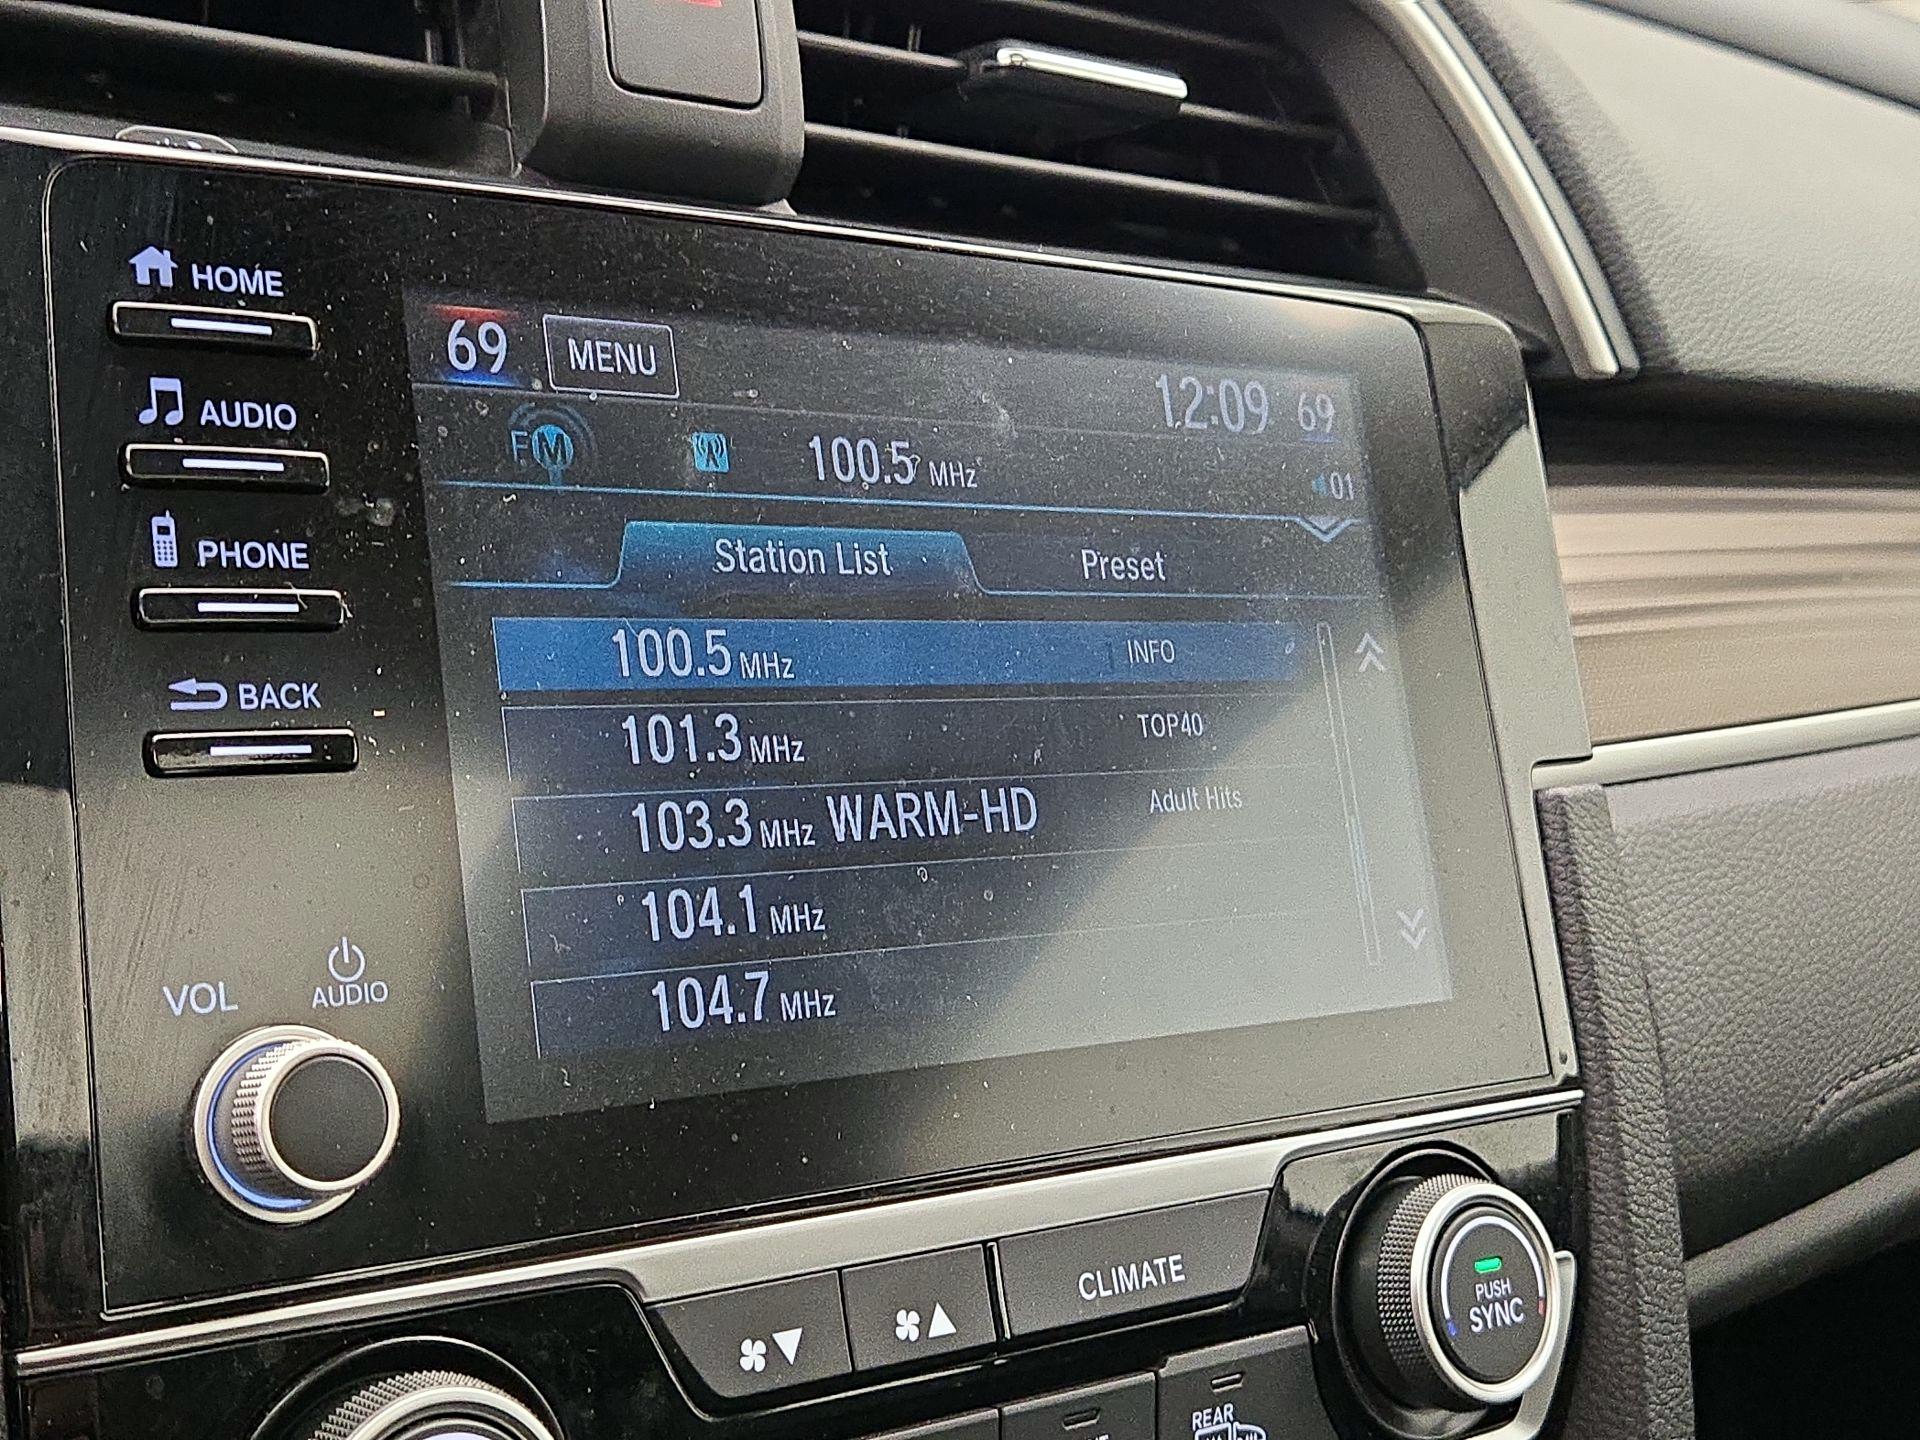 HOME
AUDIO
PHONE
BACK
VOL
AUDIO
69 MENU 12:09 69
FM 100.5 MHz 01
Station List Preset
100.5 MHz INFO
101.3 MHz TOP40
103.3 MHz WARM-HD Adult Hits
104.1 MHz
104.7 MHz
CLIMATE
PUSH
SYNC
REAR